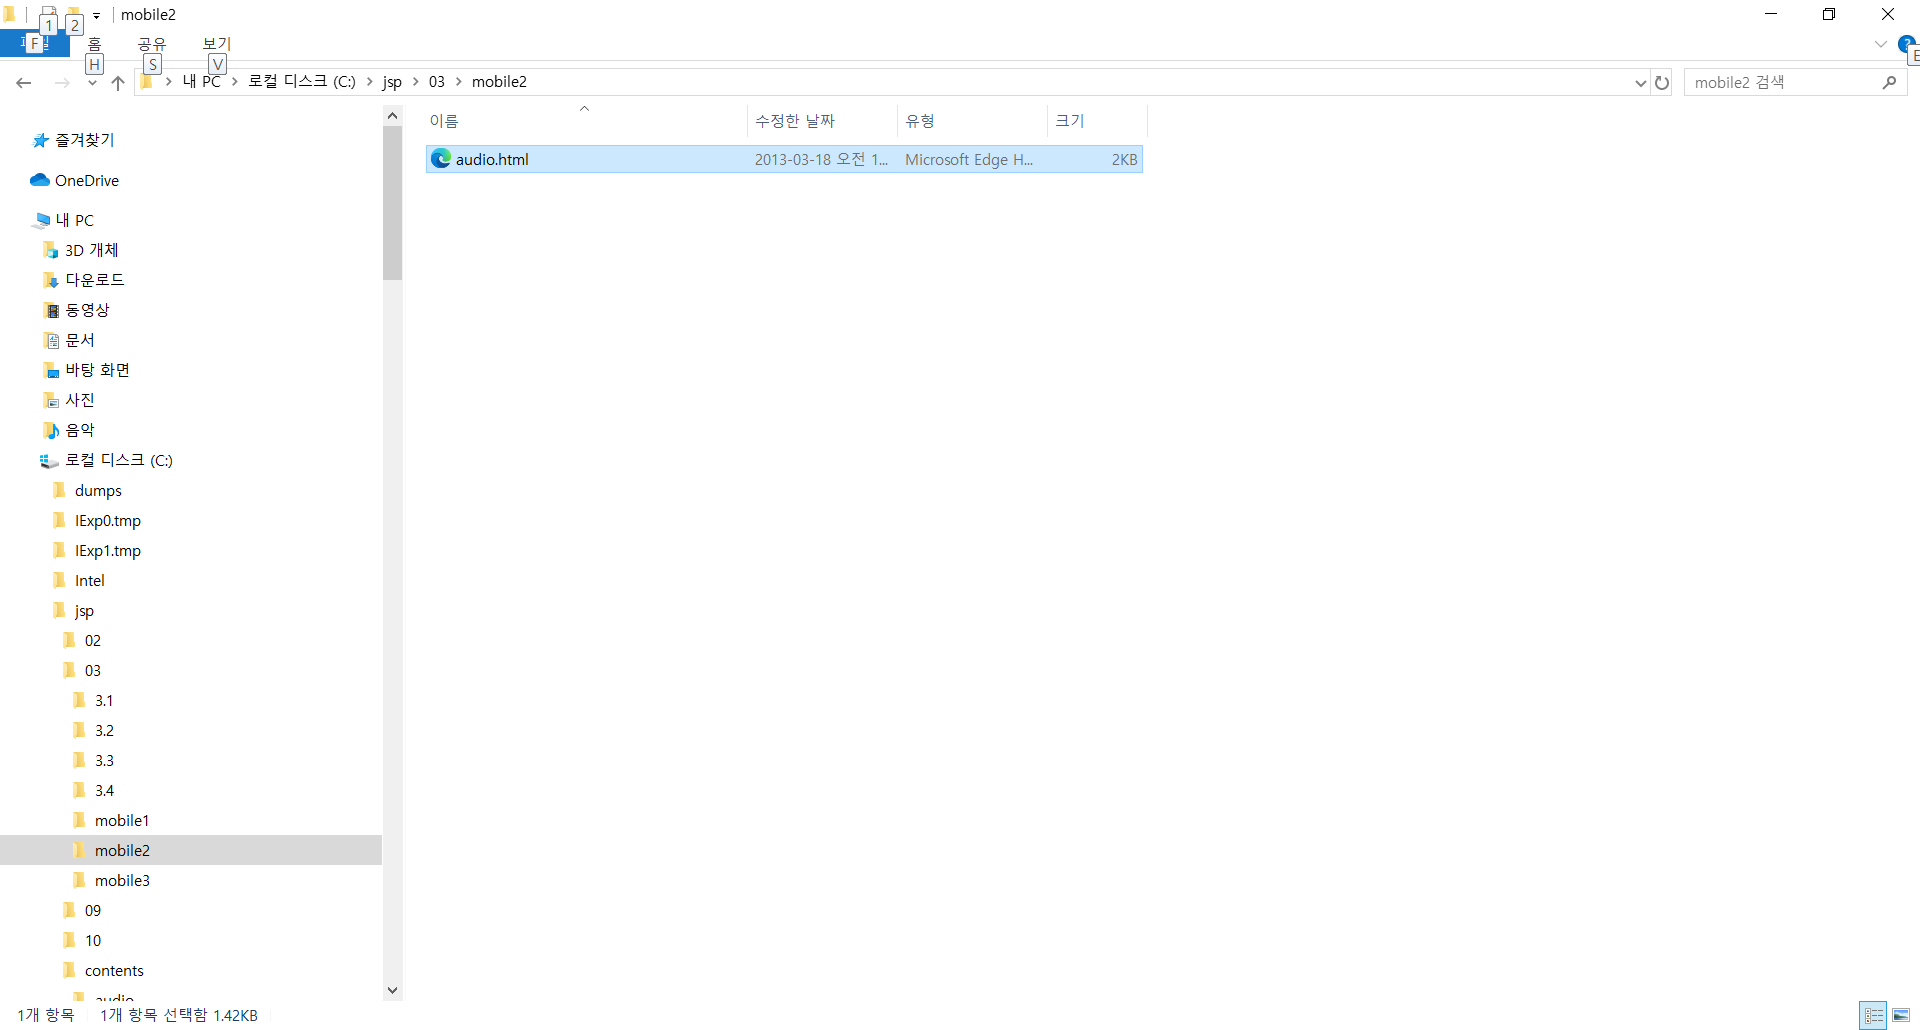 mobile2
1
2
F
홈
공유
보기
?
H
S
V
E
내 PC
로컬 디스크 (C:)
jsp
03
mobile2
mobile2 검색
이름
수정한 날짜
유형
크기
audio.html
2013-03-18 오전 1...
Microsoft Edge H...
2KB
즐겨찾기
OneDrive
내 PC
3D 개체
다운로드
동영상
문서
바탕 화면
사진
음악
로컬 디스크 (C:)
dumps
IExp0.tmp
IExp1.tmp
Intel
jsp
02
03
3.1
3.2
3.3
3.4
mobile1
mobile2
mobile3
09
10
contents
audio
1개 항목
1개 항목 선택함 1.42KB